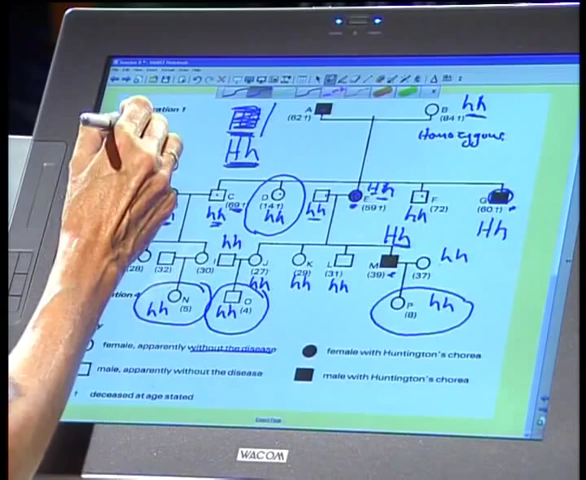 ration 1
A
(62 †)
B
(84 †)
hh
Homozygous
Hh
C
(69 †)
hh
D
(14 †)
hh
hh
E
(59 †)
Hh
F
(72)
hh
G
(60 †)
Hh
(28)
(32)
(30)
hh
J
(27)
hh
K
(29)
hh
L
(31)
hh
M
(39)
Hh
(37)
hh
N
(5)
hh
O
(4)
hh
P
(8)
hh
female, apparently without the disease
female with Huntington's chorea
male, apparently without the disease
male with Huntington's chorea
† deceased at age stated
WACOM